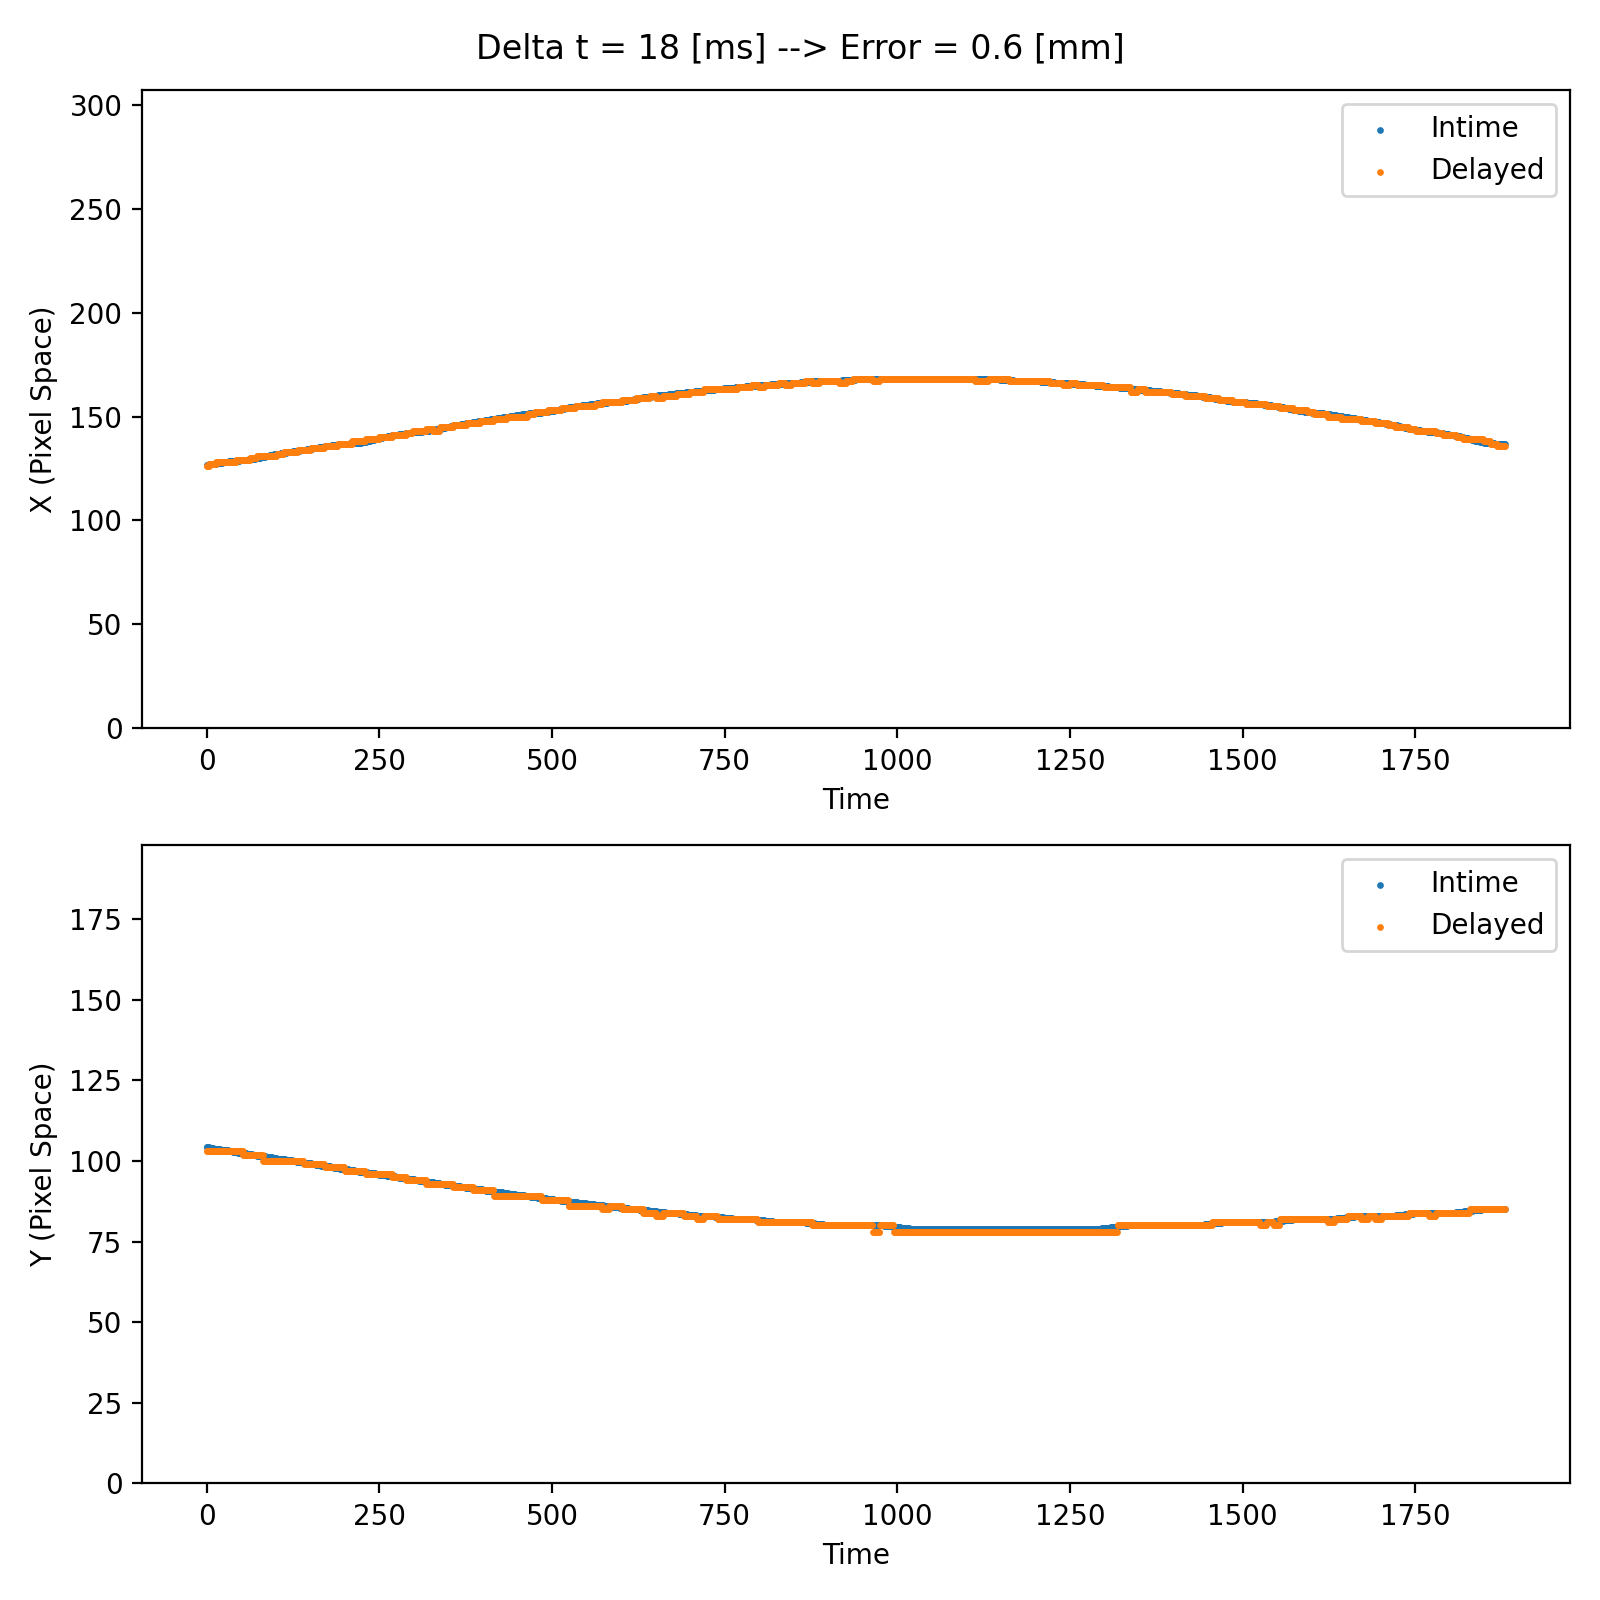 Delta t = 18 [ms] --> Error = 0.6 [mm]
300
250
200
150
100
50
0
X (Pixel Space)
Intime
Delayed
0 250 500 750 1000 1250 1500 1750
Time
175
150
125
100
75
50
25
0
Y (Pixel Space)
Intime
Delayed
0 250 500 750 1000 1250 1500 1750
Time